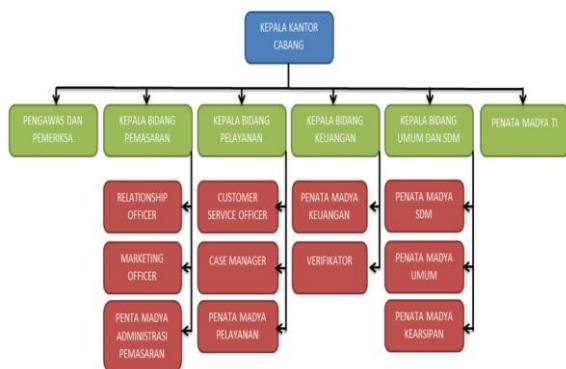 KEPALA KANTOR
CABANG
PENGAWAS DAN
PEMERIKSA
KEPALA BIDANG
PEMASARAN
KEPALA BIDANG
PELAYANAN
KEPALA BIDANG
KEUANGAN
KEPALA BIDANG
UMUM DAN SDM
PENATA MADYA TI
RELATIONSHIP
OFFICER
MARKETING
OFFICER
PENTA MADYA
ADMINISTRASI
PEMASARAN
CUSTOMER
SERVICE OFFICER
CASE MANAGER
PENATA MADYA
PELAYANAN
PENATA MADYA
KEUANGAN
VERIFIKATOR
PENATA MADYA
SDM
PENATA MADYA
UMUM
PENATA MADYA
KEARSIPAN